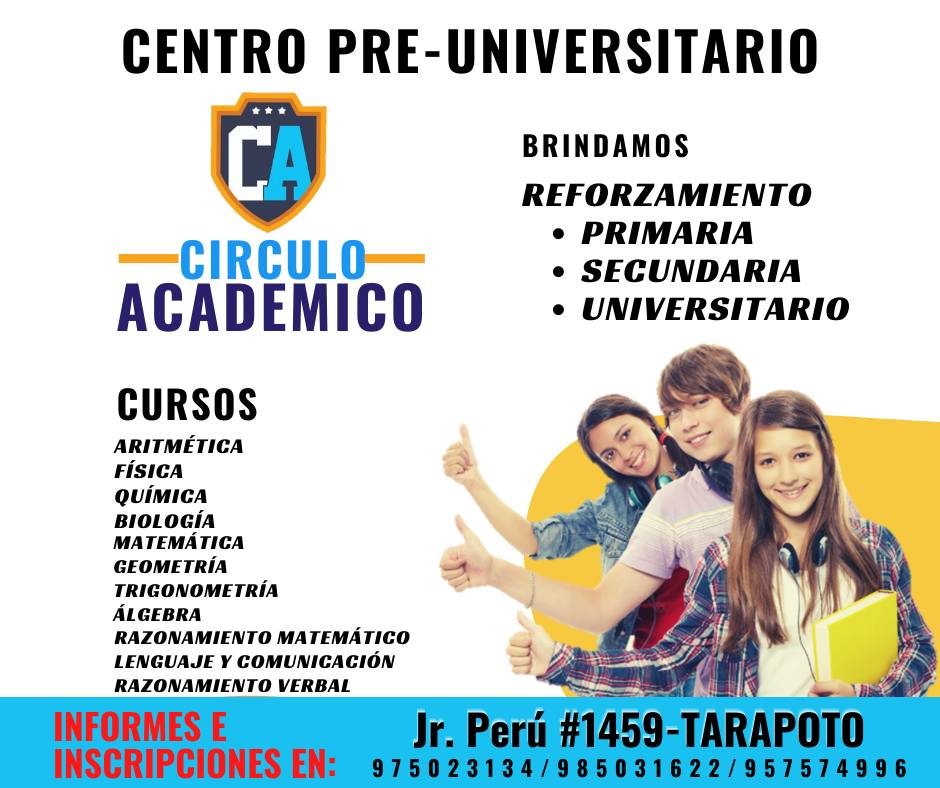 CENTRO PRE-UNIVERSITARIO
CA
CIRCULO
ACADEMICO
BRINDAMOS
REFORZAMIENTO
• PRIMARIA
• SECUNDARIA
• UNIVERSITARIO
CURSOS
ARITMÉTICA
FÍSICA
QUÍMICA
BIOLOGÍA
MATEMÁTICA
GEOMETRÍA
TRIGONOMETRÍA
ÁLGEBRA
RAZONAMIENTO MATEMÁTICO
LENGUAJE Y COMUNICACIÓN
RAZONAMIENTO VERBAL
INFORMES E
INSCRIPCIONES EN:
Jr. Perú #1459-TARAPOTO
975023134/985031622/957574996